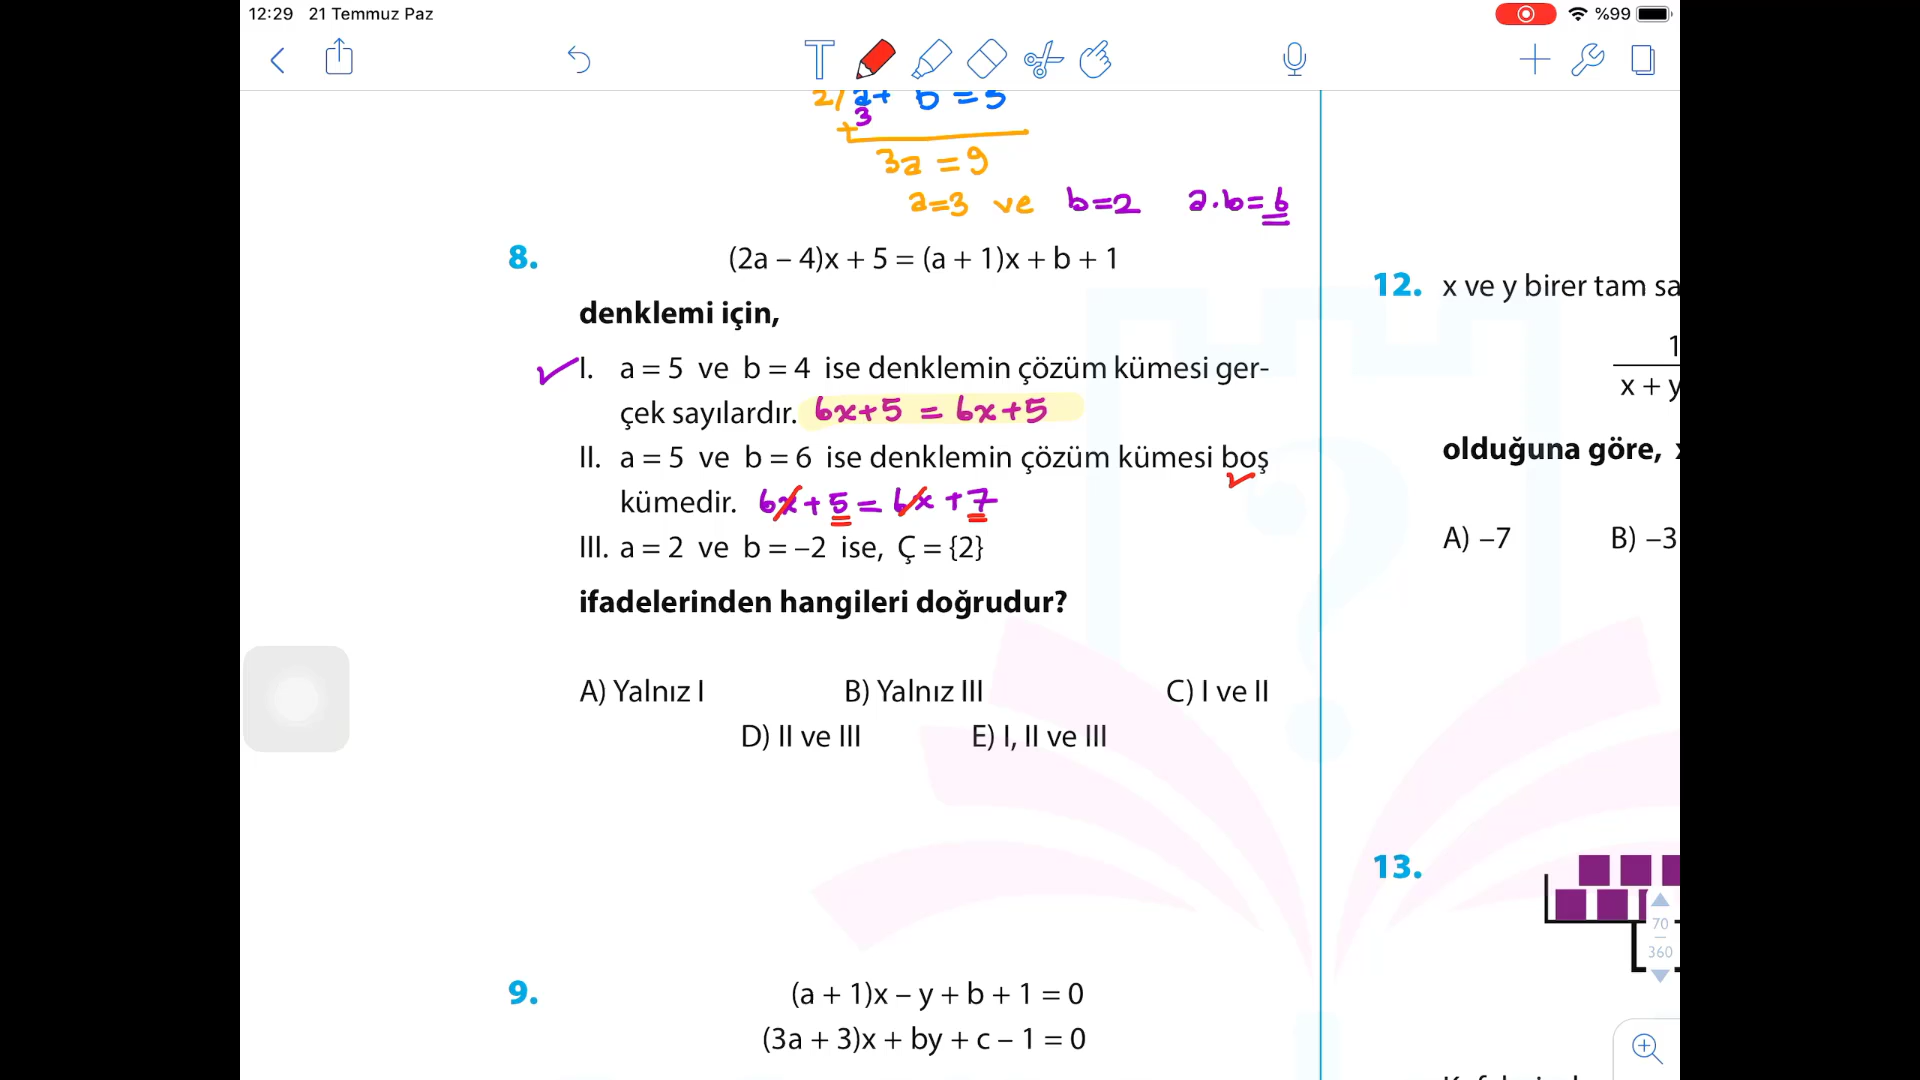 12:29 21 Temmuz Paz
%99
2/ a + b = 5
3
+
3a = 9
a=3 ve b=2 a.b=6
8. (2a – 4)x + 5 = (a + 1)x + b + 1
denklemi için,
I. a = 5 ve b = 4 ise denklemin çözüm kümesi ger-
çek sayılardır. 6x+5 = 6x+5
II. a = 5 ve b = 6 ise denklemin çözüm kümesi boş
kümedir. 6x+5 = 6x+7
III. a = 2 ve b = –2 ise, Ç = {2}
ifadelerinden hangileri doğrudur?
A) Yalnız I B) Yalnız III C) I ve II
D) II ve III E) I, II ve III
9. (a + 1)x – y + b + 1 = 0
(3a + 3)x + by + c – 1 = 0
12. x ve y birer tam sa
1
x + y
olduğuna göre,
A) –7 B) –3
13.
70
360